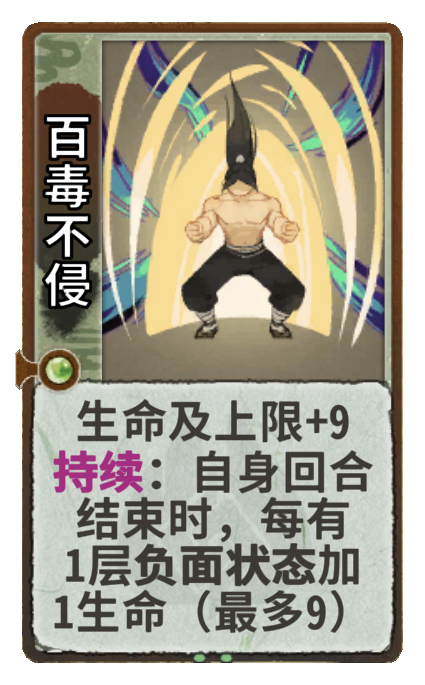 百毒不侵
生命及上限+9
持续：自身回合
结束时，每有
1层负面状态加
1生命（最多9）